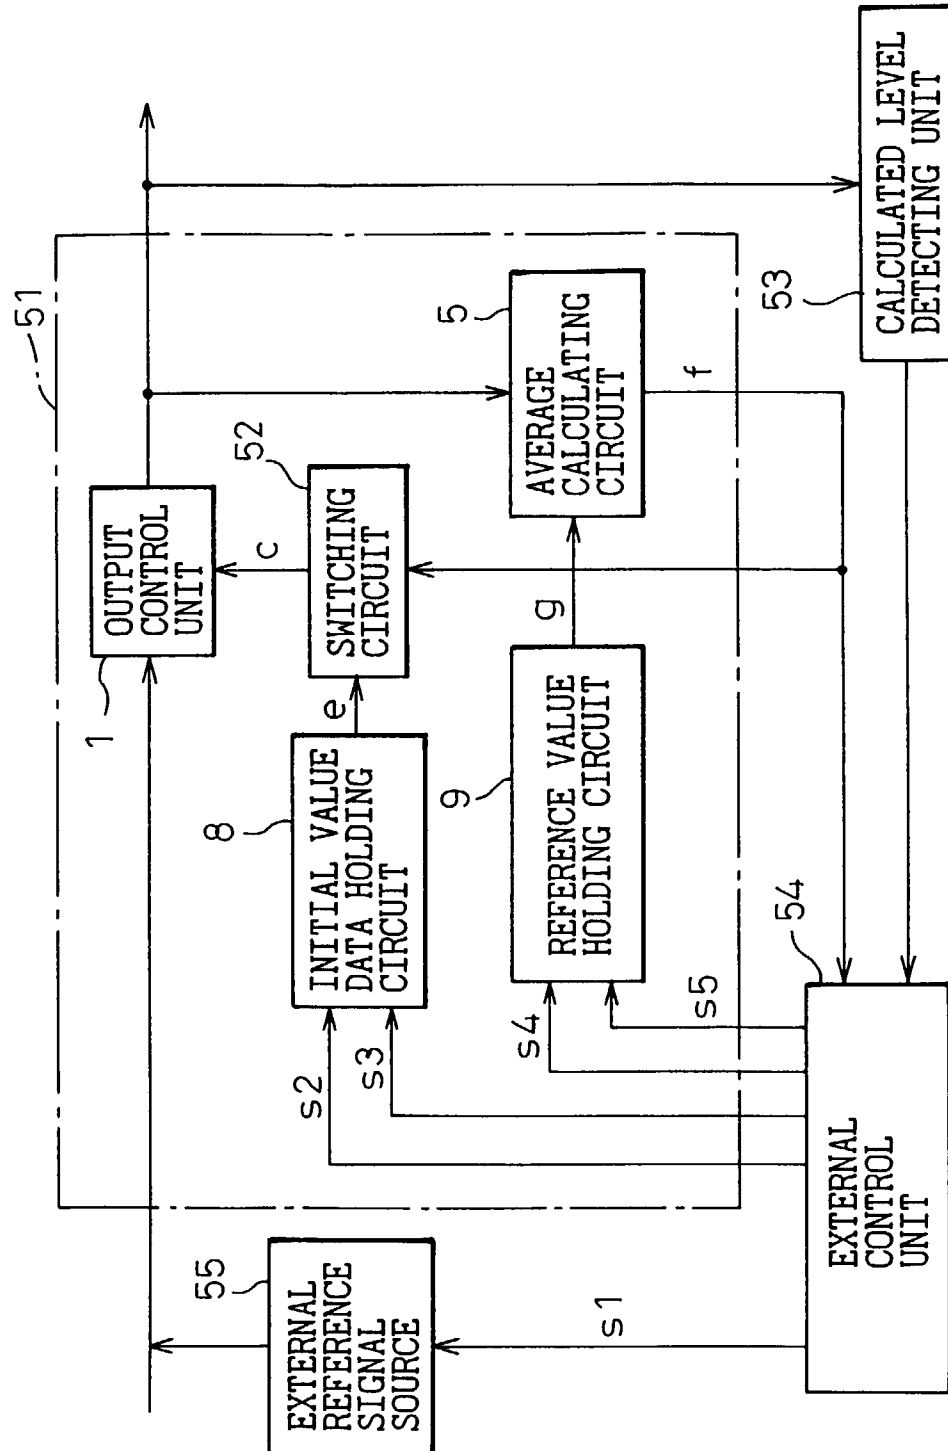 51
1
OUTPUT
CONTROL
UNIT
c
52
SWITCHING
CIRCUIT
e
8
INITIAL VALUE
DATA HOLDING
CIRCUIT
s2
s3
5
AVERAGE
CALCULATING
CIRCUIT
f
g
9
REFERENCE VALUE
HOLDING CIRCUIT
s4
s5
55
EXTERNAL
REFERENCE
SIGNAL
SOURCE
s1
54
EXTERNAL
CONTROL
UNIT
53
CALCULATED LEVEL
DETECTING UNIT